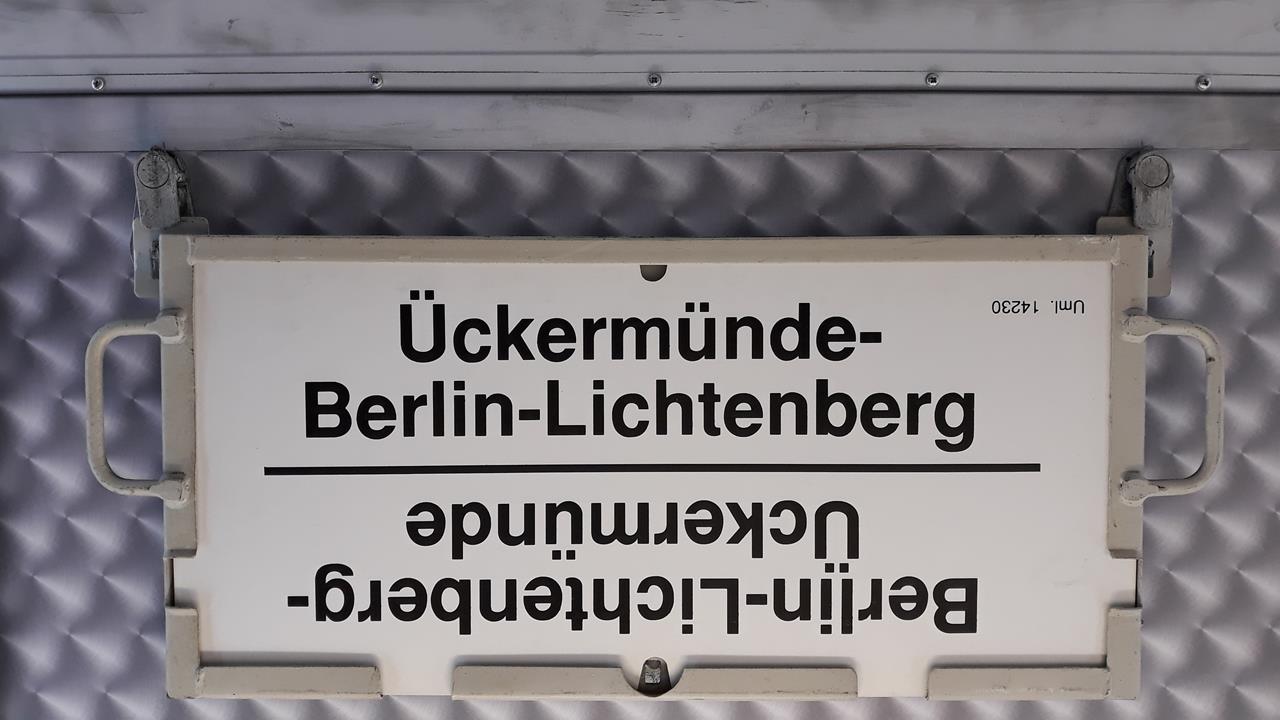 Uml. 14230
Ückermünde-
Berlin-Lichtenberg
Berlin-Lichtenberg-
Ückermünde